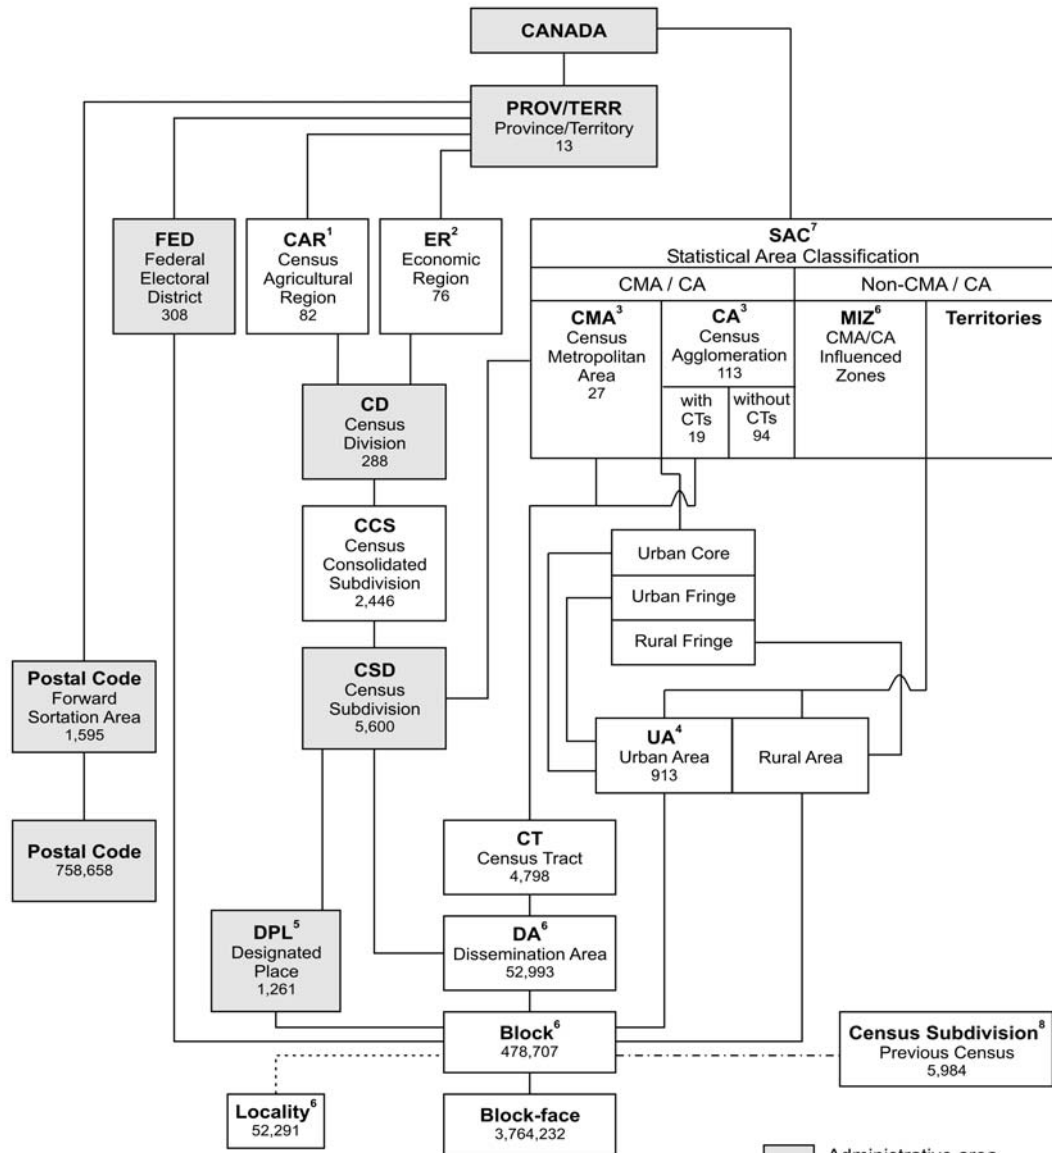 CANADA
PROV/TERR
Province/Territory
13
FED
Federal
Electoral
District
308
CAR¹
Census
Agricultural
Region
82
ER²
Economic
Region
76
SAC⁷
Statistical Area Classification
CMA / CA
Non-CMA / CA
CMA³
Census
Metropolitan
Area
27
CA³
Census
Agglomeration
113
with
CTs
19
without
CTs
94
MIZ⁶
CMA/CA
Influenced
Zones
Territories
CD
Census
Division
288
CCS
Census
Consolidated
Subdivision
2,446
Urban Core
Urban Fringe
Rural Fringe
Postal Code
Forward
Sortation Area
1,595
CSD
Census
Subdivision
5,600
UA⁴
Urban Area
913
Rural Area
Postal Code
758,658
CT
Census Tract
4,798
DPL⁵
Designated
Place
1,261
DA⁶
Dissemination Area
52,993
Block⁶
478,707
Census Subdivision⁸
Previous Census
5,984
Locality⁶
52,291
Block-face
3,764,232
Administrative area